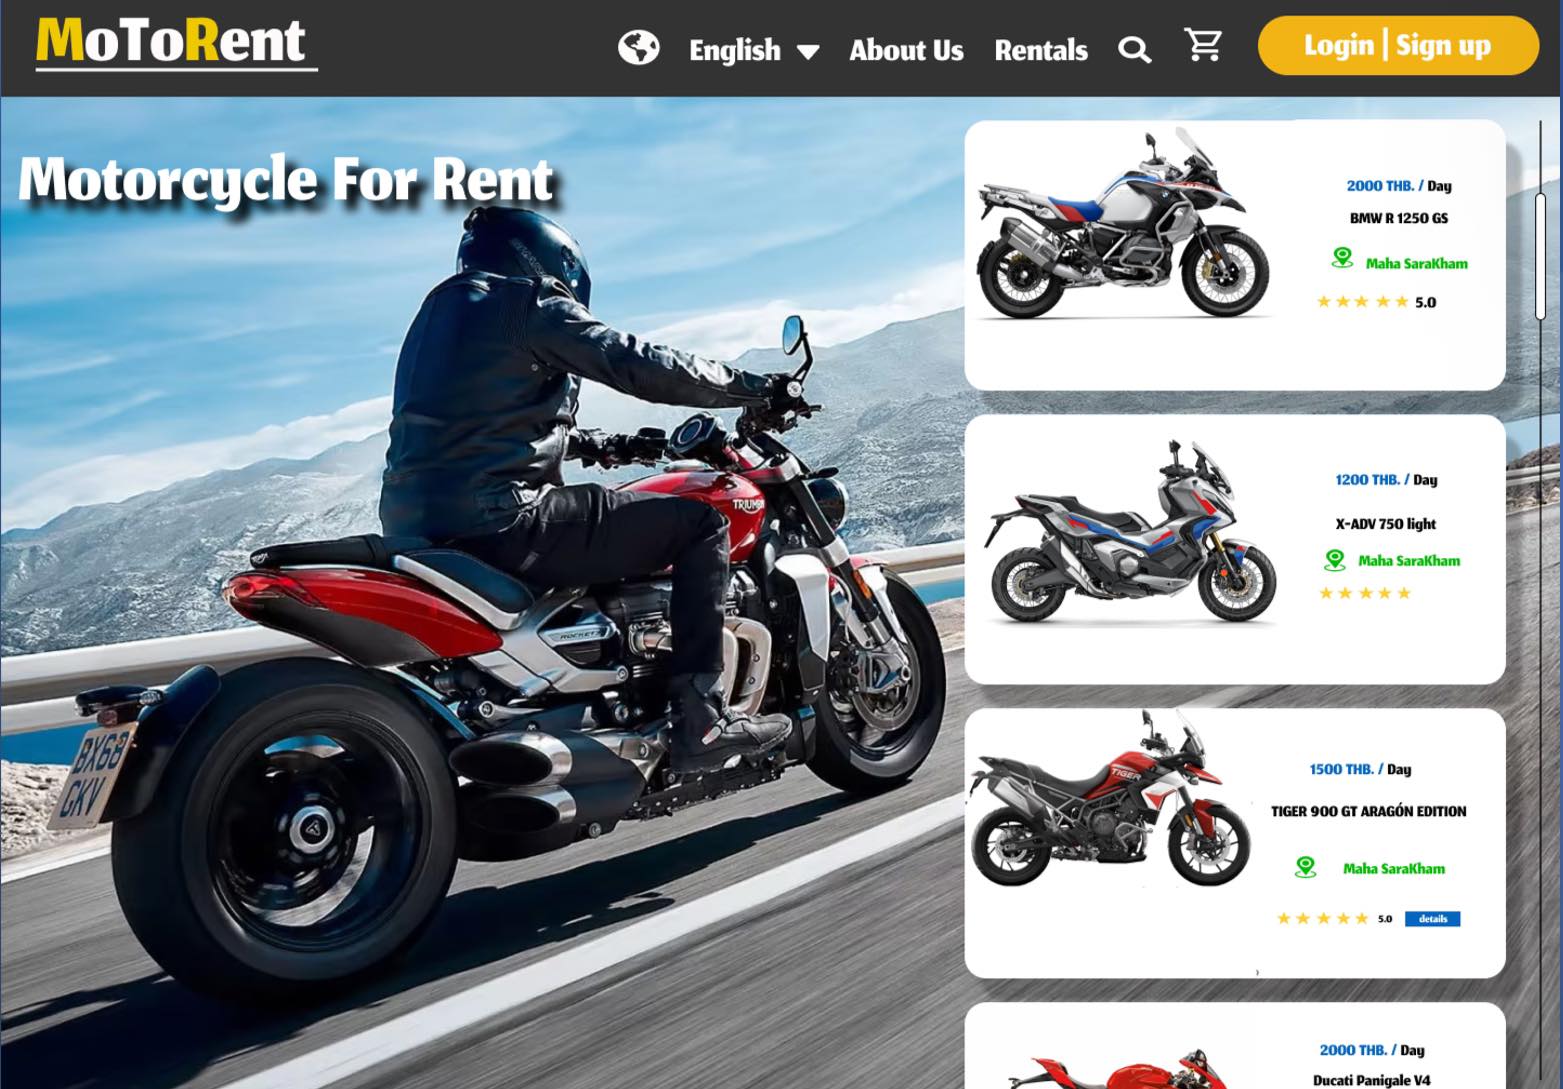 MoToRent
English
About Us
Rentals
Login | Sign up
Motorcycle For Rent
2000 THB. / Day
BMW R 1250 GS
Maha SaraKham
5.0
1200 THB. / Day
X-ADV 750 light
Maha SaraKham
1500 THB. / Day
TIGER 900 GT ARAGÓN EDITION
Maha SaraKham
5.0
details
2000 THB. / Day
Ducati Panigale V4
TRIUMPH
ROCKET3
TIGER
BX68
GKV